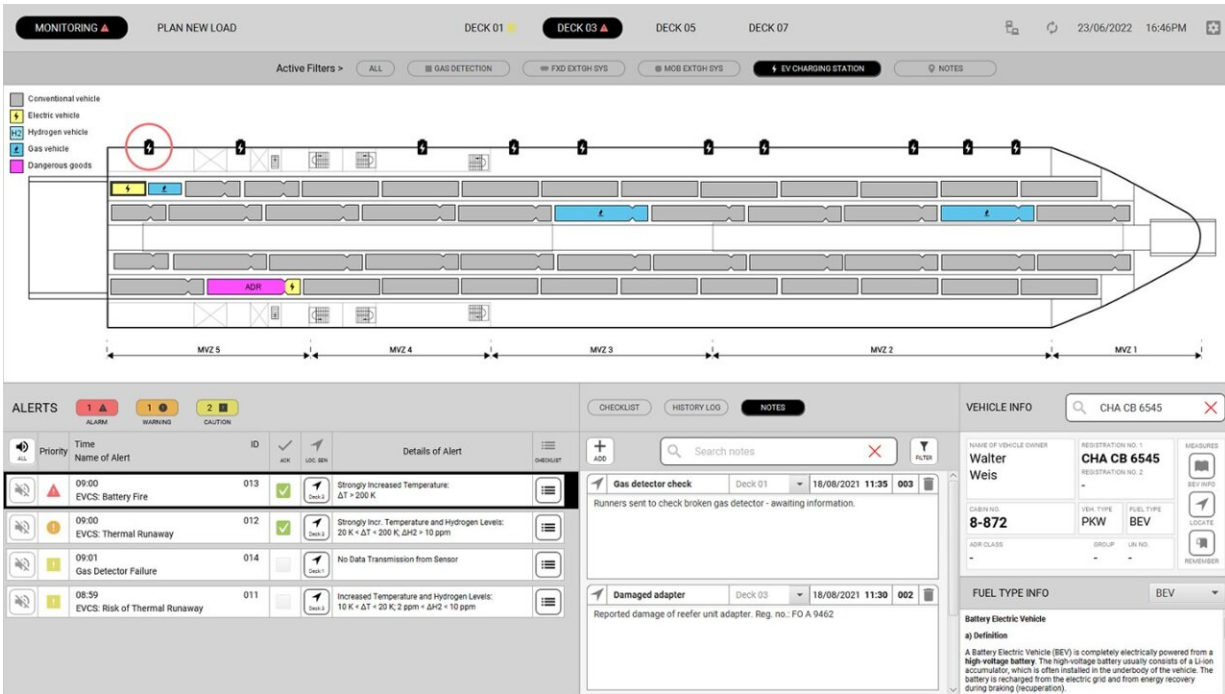 MONITORING
PLAN NEW LOAD
DECK 01
DECK 03
DECK 05
DECK 07
23/06/2022 16:46PM
Active Filters >
ALL
GAS DETECTION
FXD EXTGH SYS
MOB EXTGH SYS
EV CHARGING STATION
NOTES
Conventional vehicle
Electric vehicle
H2 Hydrogen vehicle
Gas vehicle
Dangerous goods
ADR
MVZ 5
MVZ 4
MVZ 3
MVZ 2
MVZ 1
ALERTS
1
ALARM
1
WARNING
2
CAUTION
ALL
Priority
Time
Name of Alert
ID
ACK
LOC. SEN
Details of Alert
CHECKLIST
09:00
EVCS: Battery Fire
013
Deck 3
Strongly Increased Temperature:
ΔT > 200 K
09:00
EVCS: Thermal Runaway
012
Deck 3
Strongly Incr. Temperature and Hydrogen Levels:
20 K < ΔT < 200 K; ΔH2 > 10 ppm
09:01
Gas Detector Failure
014
Deck 1
No Data Transmission from Sensor
08:59
EVCS: Risk of Thermal Runaway
011
Deck 3
Increased Temperature and Hydrogen Levels:
10 K < ΔT < 20 K; 2 ppm < ΔH2 < 10 ppm
CHECKLIST
HISTORY LOG
NOTES
ADD
Search notes
FILTER
Gas detector check
Deck 01
18/08/2021 11:35
003
Runners sent to check broken gas detector - awaiting information.
Damaged adapter
Deck 03
18/08/2021 11:30
002
Reported damage of reefer unit adapter. Reg. no.: FO A 9462
VEHICLE INFO
CHA CB 6545
NAME OF VEHICLE OWNER
Walter
Weis
REGISTRATION NO. 1
CHA CB 6545
REGISTRATION NO. 2
-
MEASURES
BEV INFO
CABIN NO.
8-872
VEH. TYPE
PKW
FUEL TYPE
BEV
LOCATE
ADR CLASS
-
GROUP
-
UN NO.
-
REMEMBER
FUEL TYPE INFO
BEV
Battery Electric Vehicle
a) Definition
A Battery Electric Vehicle (BEV) is completely electrically powered from a
high-voltage battery. The high-voltage battery usually consists of a Li-ion
accumulator, which is often installed in the underbody of the vehicle. The
battery is recharged from the electric grid and from energy recovery
during braking (recuperation).